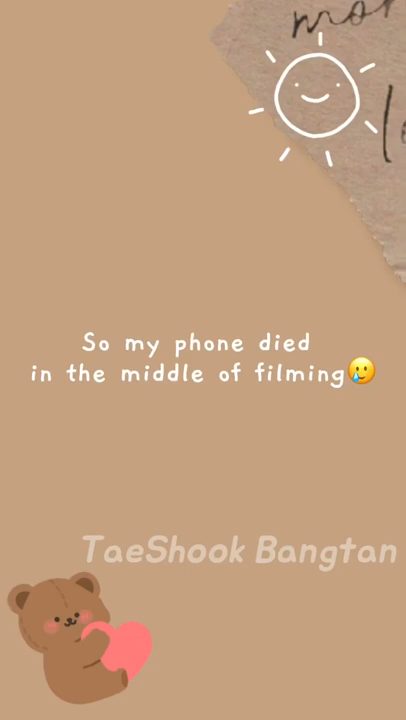 So my phone died
in the middle of filming🥲
TaeShook Bangtan